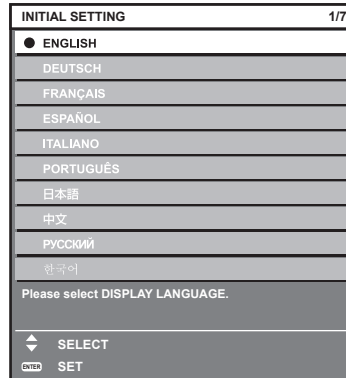 INITIAL SETTING 1/7
ENGLISH
DEUTSCH
FRANÇAIS
ESPAÑOL
ITALIANO
PORTUGUÊS
日本語
中文
РУССКИЙ
한국어
Please select DISPLAY LANGUAGE.
SELECT
ENTER SET